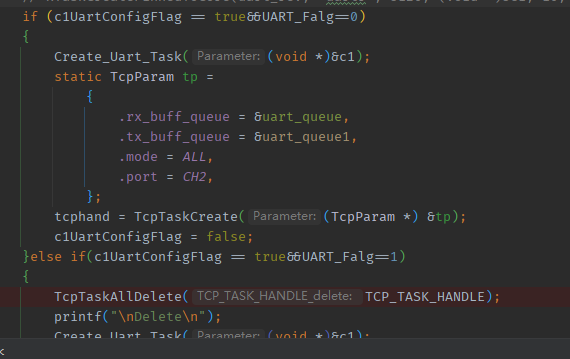 if (c1UartConfigFlag == true&&UART_Falg==0)
{
Create_Uart_Task( Parameter: (void *)&c1);
static TcpParam tp =
{
.rx_buff_queue = &uart_queue,
.tx_buff_queue = &uart_queue1,
.mode = ALL,
.port = CH2,
};
tcphand = TcpTaskCreate( Parameter: (TcpParam *) &tp);
c1UartConfigFlag = false;
}else if(c1UartConfigFlag == true&&UART_Falg==1)
{
TcpTaskAllDelete( TCP_TASK_HANDLE_delete: TCP_TASK_HANDLE);
printf("\nDelete\n");
Create_Uart_Task( Parameter: (void *)&c1);